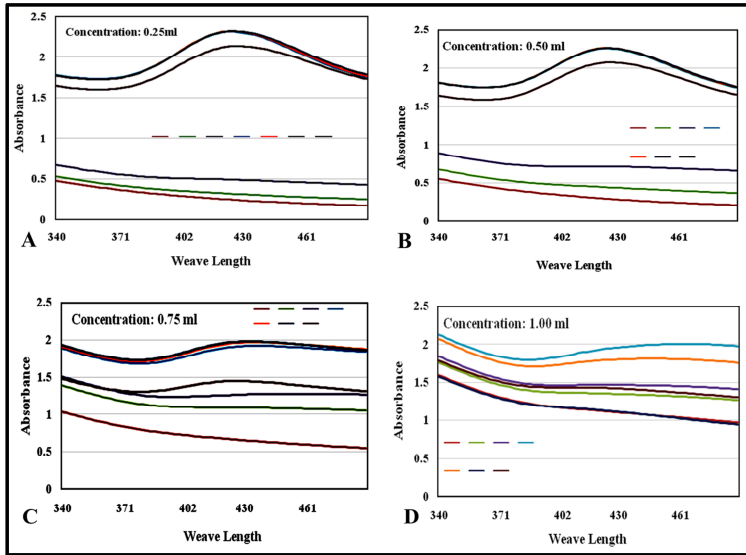 Concentration: 0.25ml
2.5
2
1.5
1
0.5
0
Absorbance
340 371 402 430 461
Weave Length
A
Concentration: 0.50 ml
2.5
2
1.5
1
0.5
0
Absorbance
340 371 402 430 461
Weave Length
B
Concentration: 0.75 ml
2.5
2
1.5
1
0.5
0
Absorbance
340 371 402 430 461
Weave Length
C
Concentration: 1.00 ml
2.5
2
1.5
1
0.5
0
Absorbance
340 371 402 430 461
Weave Length
D